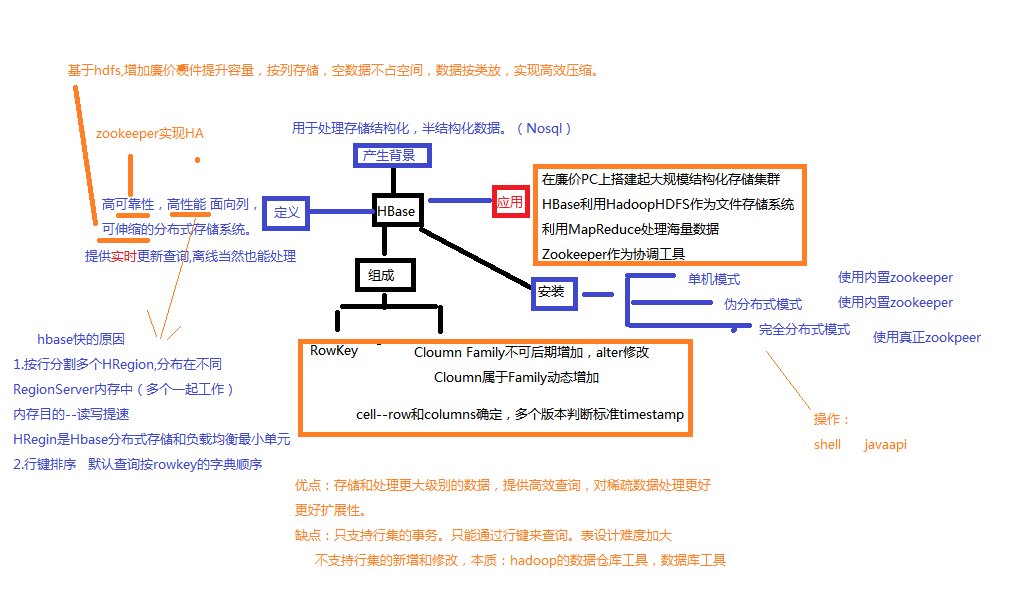 基于hdfs,增加廉价硬件提升容量，按列存储，空数据不占空间，数据按类放，实现高效压缩。
zookeeper实现HA
用于处理存储结构化，半结构化数据。（Nosql）
产生背景
高可靠性，高性能 面向列，
可伸缩的分布式存储系统。
提供实时更新查询,离线当然也能处理
定义
HBase
应用
在廉价PC上搭建起大规模结构化存储集群
HBase利用HadoopHDFS作为文件存储系统
利用MapReduce处理海量数据
Zookeeper作为协调工具
组成
安装
单机模式
使用内置zookeeper
伪分布式模式
使用内置zookeeper
完全分布式模式
使用真正zookpeer
hbase快的原因
1.按行分割多个HRegion,分布在不同
RegionServer内存中（多个一起工作）
内存目的--读写提速
HRegin是Hbase分布式存储和负载均衡最小单元
2.行键排序 默认查询按rowkey的字典顺序
RowKey
Cloumn Family不可后期增加，alter修改
Cloumn属于Family动态增加
cell--row和columns确定，多个版本判断标准timestamp
操作：
shell javaapi
优点：存储和处理更大级别的数据，提供高效查询，对稀疏数据处理更好
更好扩展性。
缺点：只支持行集的事务。只能通过行键来查询。表设计难度加大
不支持行集的新增和修改，本质：hadoop的数据仓库工具，数据库工具